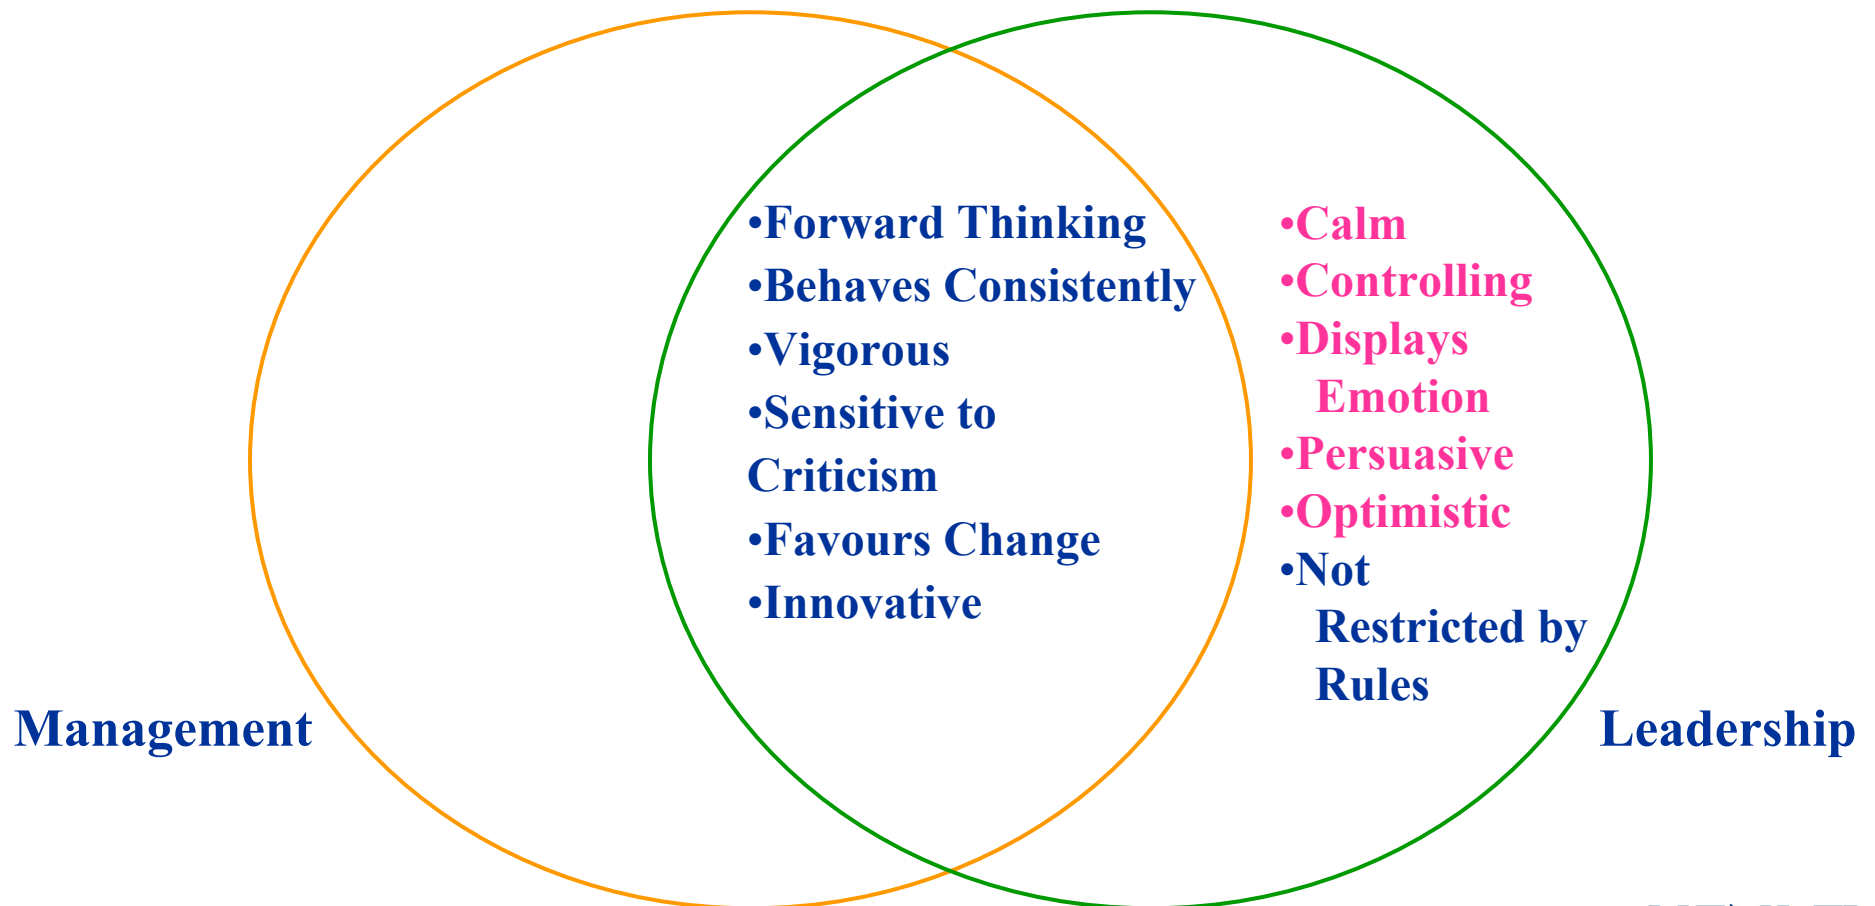 •Forward Thinking
•Behaves Consistently
•Vigorous
•Sensitive to
Criticism
•Favours Change
•Innovative
•Calm
•Controlling
•Displays
Emotion
•Persuasive
•Optimistic
•Not
Restricted by
Rules
Management
Leadership